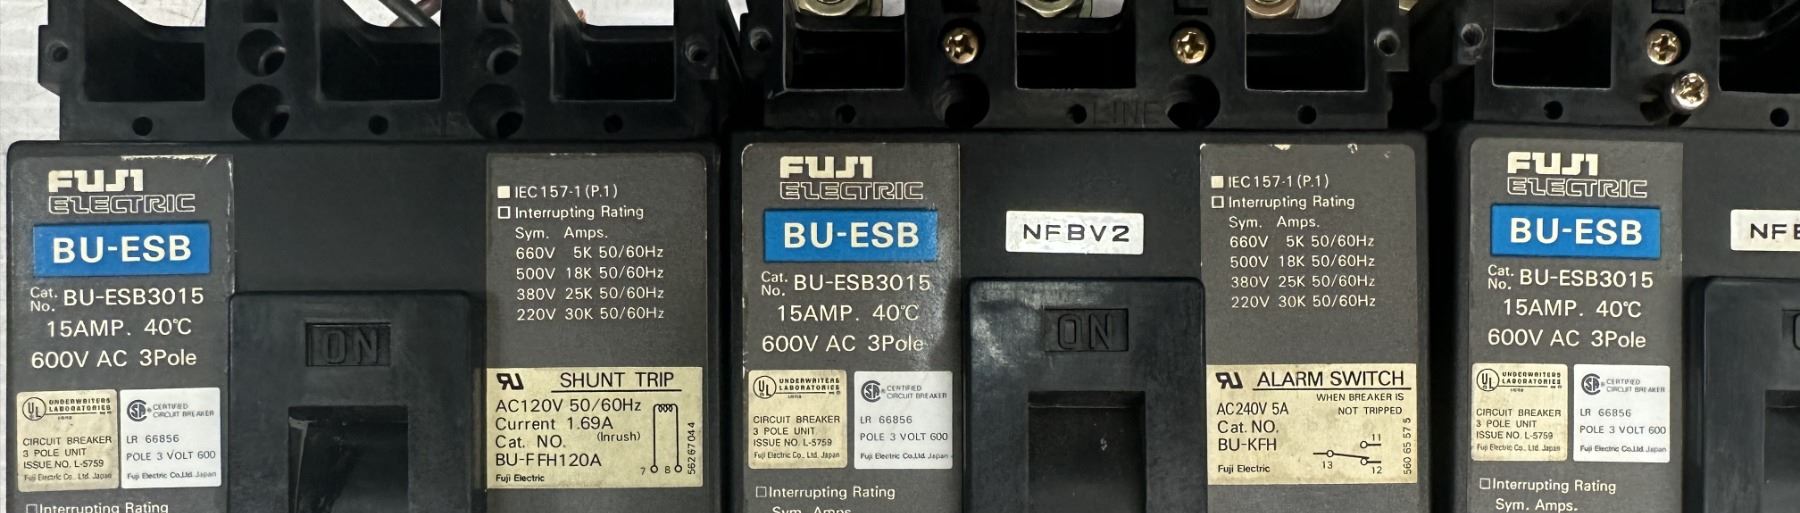 FUJI
ELECTRIC
BU-ESB
Cat. No. BU-ESB3015
15AMP. 40℃
600V AC 3Pole
UNDERWRITERS
LABORATORIES
CIRCUIT BREAKER
3 POLE UNIT
ISSUE NO. L-5759
Fuji Electric Co., Ltd. Japan
CERTIFIED
CIRCUIT BREAKER
LR 66856
POLE 3 VOLT 600
Fuji Electric Co., Ltd. Japan
Interrupting Rating
ON
IEC157-1(P.1)
Interrupting Rating
Sym. Amps.
660V 5K 50/60Hz
500V 18K 50/60Hz
380V 25K 50/60Hz
220V 30K 50/60Hz
SHUNT TRIP
AC120V 50/60Hz
Current 1.69A
(Inrush)
Cat. NO.
BU-FFH120A
Fuji Electric
7 8
56267044
LINE
FUJI
ELECTRIC
BU-ESB
Cat. No. BU-ESB3015
15AMP. 40℃
600V AC 3Pole
UL UNDERWRITERS
LABORATORIES
CIRCUIT BREAKER
3 POLE UNIT
ISSUE NO. L-5759
Fuji Electric Co., Ltd. Japan
CERTIFIED
CIRCUIT BREAKER
LR 66856
POLE 3 VOLT 600
Fuji Electric Co., Ltd. Japan
Interrupting Rating
Sym. Amps.
NFBV2
ON
IEC157-1(P.1)
Interrupting Rating
Sym. Amps.
660V 5K 50/60Hz
500V 18K 50/60Hz
380V 25K 50/60Hz
220V 30K 50/60Hz
ALARM SWITCH
WHEN BREAKER IS
NOT TRIPPED
AC240V 5A
Cat. NO.
BU-KFH
Fuji Electric
11
13
12
56065575
FUJI
ELECTRIC
BU-ESB
Cat. No. BU-ESB3015
15AMP. 40℃
600V AC 3Pole
UL UNDERWRITERS
LABORATORIES
CIRCUIT BREAKER
3 POLE UNIT
ISSUE NO. L-5759
Fuji Electric Co., Ltd. Japan
CERTIFIED
CIRCUIT BREAKER
LR 66856
POLE 3 VOLT 600
Fuji Electric Co., Ltd. Japan
Interrupting Rating
Sym. Amps.
NF